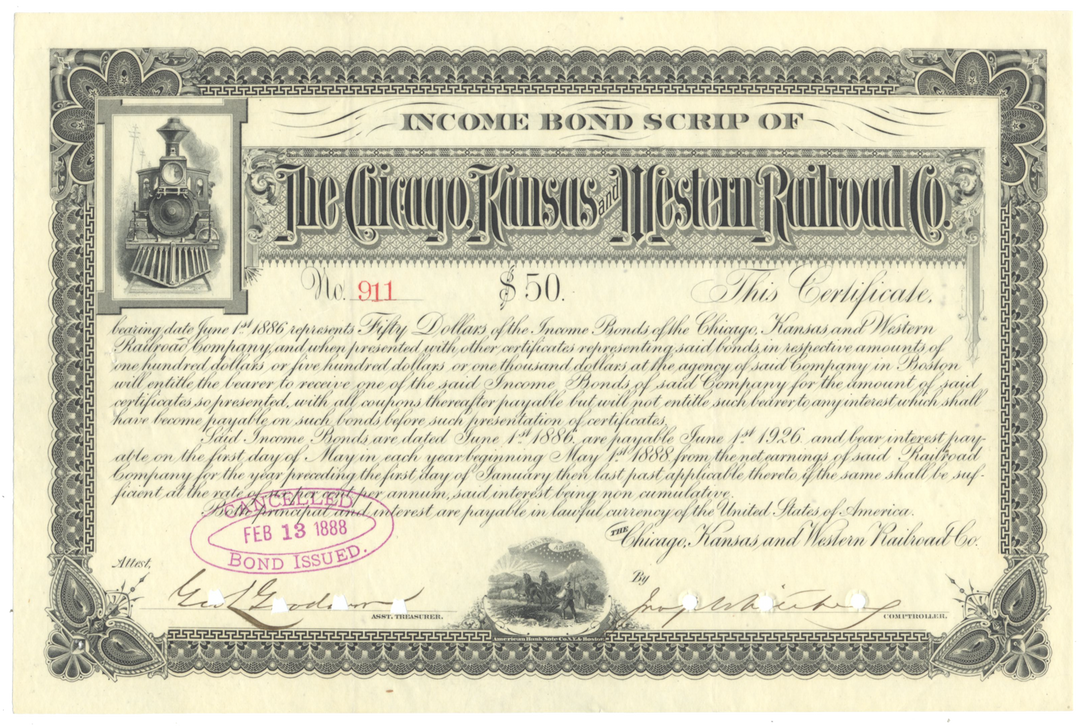 INCOME BOND SCRIP OF
The Chicago, Kansas and Western Railroad Co.
No. 911 $50. This Certificate,
bearing date June 1st 1886 represents Fifty Dollars of the Income Bonds of the Chicago, Kansas and Western
Railroad Company, and when presented with other certificates representing said bonds, in respective amounts of
one hundred dollars or five hundred dollars or one thousand dollars at the agency of said Company in Boston
will entitle the bearer to receive one of the said Income Bonds of said Company for the amount of said
certificates so presented, with all coupons thereafter payable but will not entitle such bearer to any interest which shall
have become payable on such bonds before such presentation of certificates.
Said Income Bonds are dated June 1st 1886, are payable June 1st 1926 and bear interest pay-
able on the first day of May in each year beginning May 1st 1888 from the net earnings of said Railroad
Company for the year preceding the first day of January then last past applicable thereto if the same shall be suf-
ficient at the rate of per annum, said interest being non cumulative.
Both principal and interest are payable in lawful currency of the United States of America.
CANCELLED
FEB 13 1888
BOND ISSUED.
THE Chicago, Kansas and Western Railroad Co.
Attest, By
Geo L Goodwin
ASST. TREASURER. COMPTROLLER.
American Bank Note Co. N.Y. & Boston.